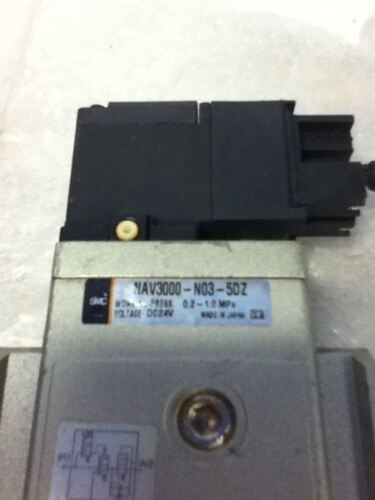 SMC
NAV3000-N03-5DZ
PRESS. 0.2-1.0 MPa
VOLTAGE DC24V MADE IN JAPAN